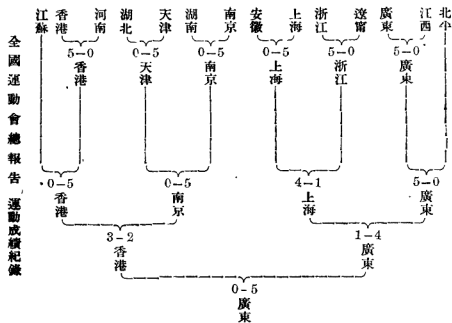 全國運動會總報告 運動成績紀錄
江蘇 香港 河南 湖北 天津 湖南 南京 安徽 上海 浙江 遼甯 廣東 江西 北平
5-0 0-5 0-5 0-5 5-0 5-0
香港 天津 南京 上海 浙江 廣東
0-5 0-5 4-1 5-0
香港 南京 上海 廣東
3-2 1-4
香港 廣東
0-5
廣東